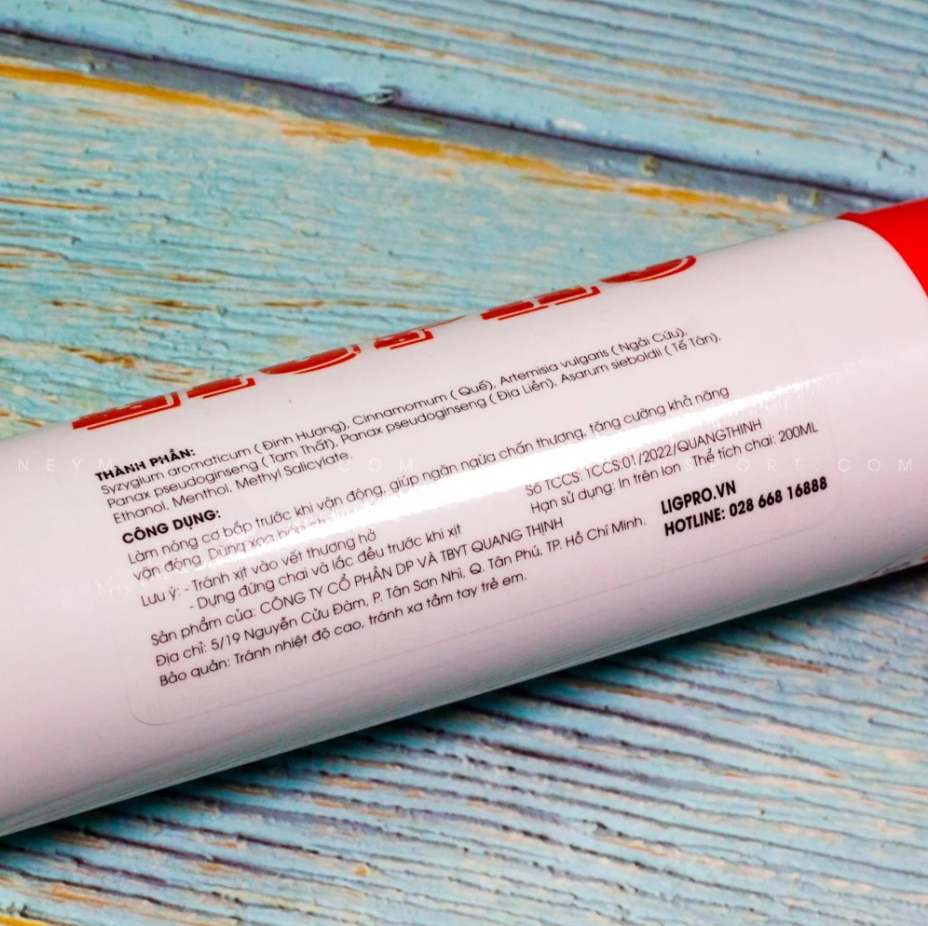 THÀNH PHẦN:
Syzygium aromaticum ( Đinh Hương), Cinnamomum ( Quế), Artemisia vulgaris ( Ngải Cứu),
Panax pseudoginseng ( Tam Thất), Panax pseudoginseng ( Địa Liền), Asarum sieboldii ( Tế Tân),
Ethanol, Menthol, Methyl Salicylate.
CÔNG DỤNG:
Làm nóng cơ bắp trước khi vận động, giúp ngăn ngừa chấn thương, tăng cường khả năng
vận động. Dùng xoa bóp
Lưu ý: - Tránh xịt vào vết thương hở
- Dựng đứng chai và lắc đều trước khi xịt
Số TCCS: TCCS:01/2022/QUANGTHINH
Hạn sử dụng: In trên lon - Thể tích chai: 200ML
Sản phẩm của: CÔNG TY CỔ PHẦN DP VÀ TBYT QUANG THỊNH
Địa chỉ: 5/19 Nguyễn Cửu Đàm, P. Tân Sơn Nhì, Q. Tân Phú, TP. Hồ Chí Minh.
Bảo quản: Tránh nhiệt độ cao, tránh xa tầm tay trẻ em.
LIGPRO.VN
HOTLINE: 028 668 16888